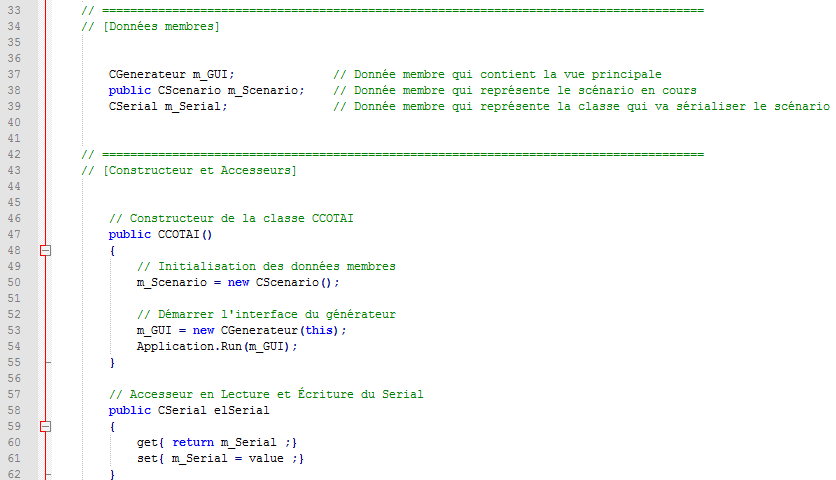 33 // ======================================================================================
34 // [Données membres]
35
36
37 CGenerateur m_GUI; // Donnée membre qui contient la vue principale
38 public CScenario m_Scenario; // Donnée membre qui représente le scénario en cours
39 CSerial m_Serial; // Donnée membre qui représente la classe qui va sérialiser le scénario
40
41
42 // ======================================================================================
43 // [Constructeur et Accesseurs]
44
45
46 // Constructeur de la classe CCOTAI
47 public CCOTAI()
48 {
49 // Initialisation des données membres
50 m_Scenario = new CScenario();
51
52 // Démarrer l'interface du générateur
53 m_GUI = new CGenerateur(this);
54 Application.Run(m_GUI);
55 }
56
57 // Accesseur en Lecture et Écriture du Serial
58 public CSerial elSerial
59 {
60 get{ return m_Serial ;}
61 set{ m_Serial = value ;}
62 }